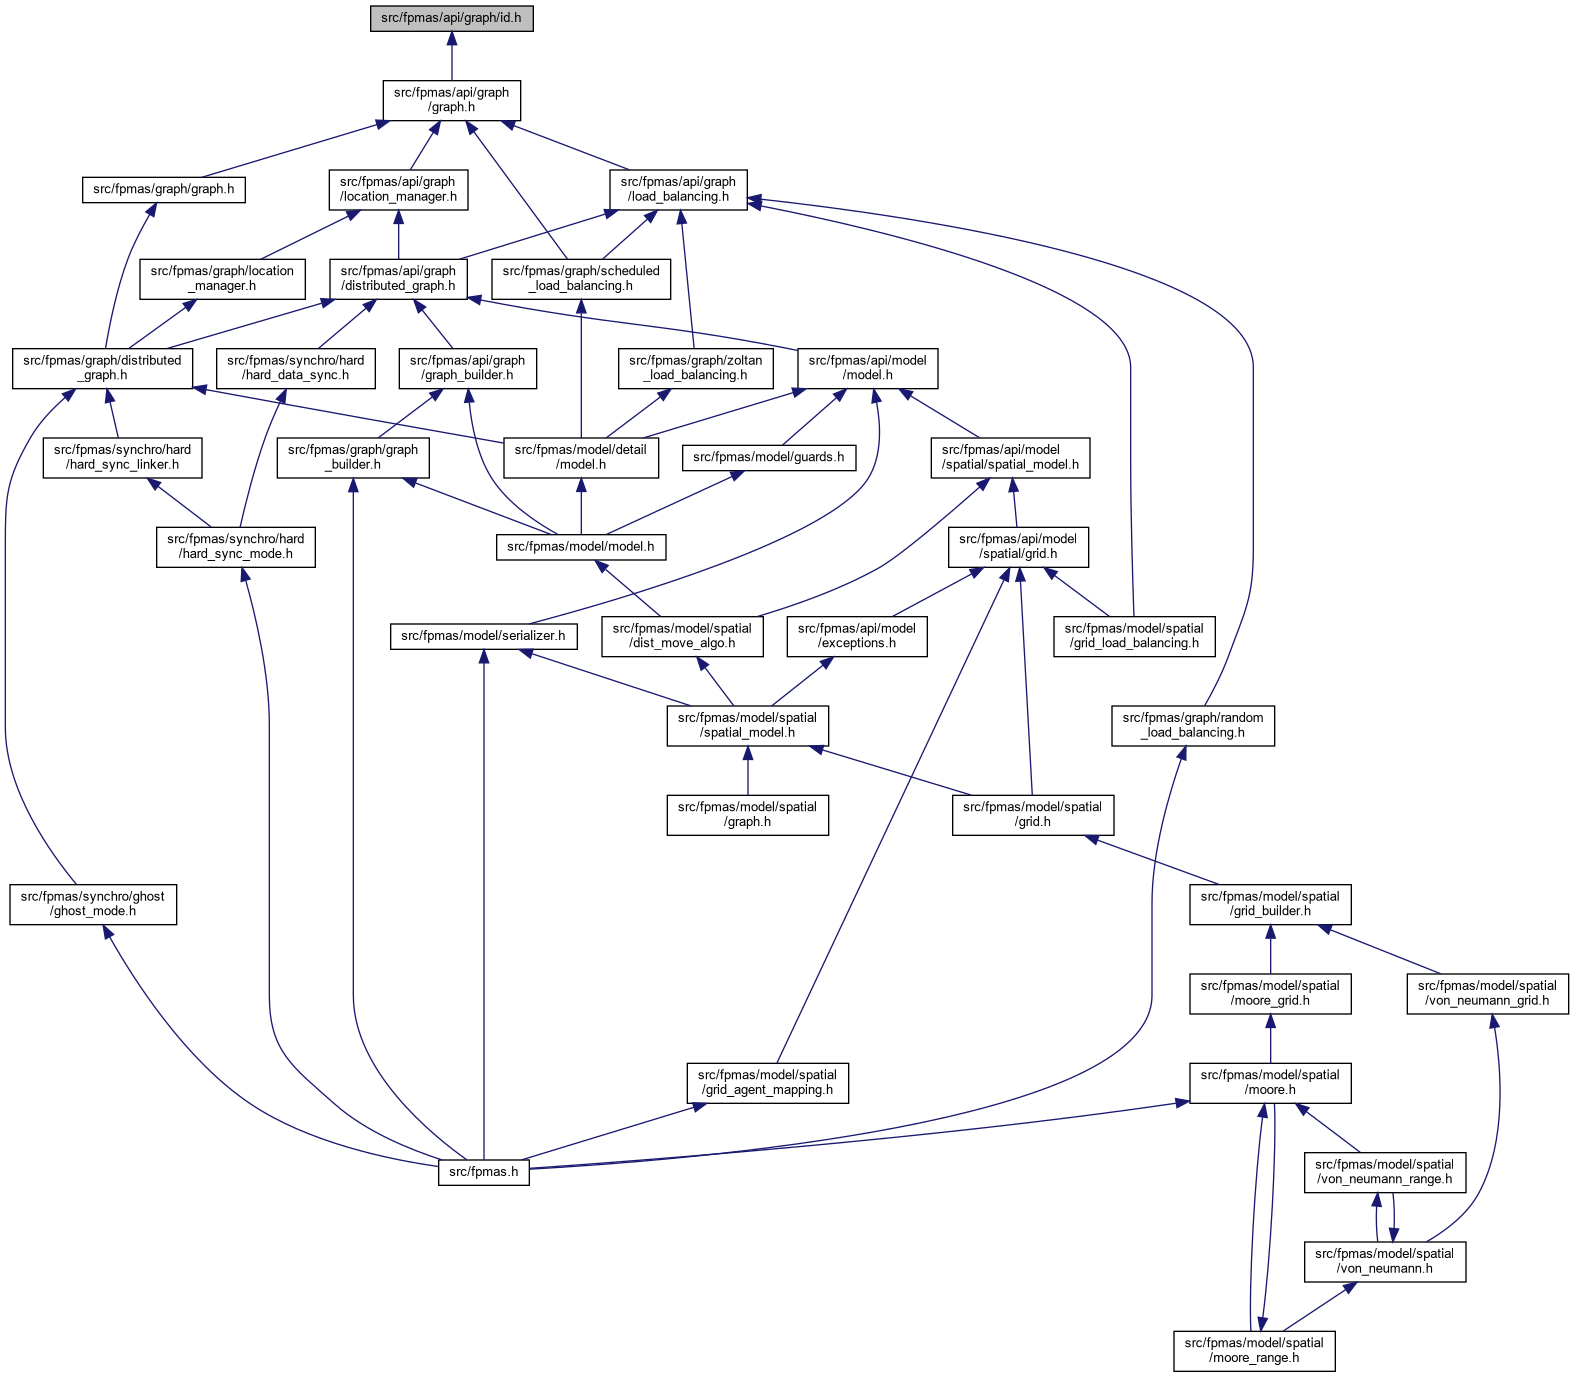 src/fpmas/api/graph/id.h
src/fpmas/api/graph
/graph.h
src/fpmas/graph/graph.h
src/fpmas/api/graph
/location_manager.h
src/fpmas/api/graph
/load_balancing.h
src/fpmas/graph/location
_manager.h
src/fpmas/api/graph
/distributed_graph.h
src/fpmas/graph/scheduled
_load_balancing.h
src/fpmas/graph/distributed
_graph.h
src/fpmas/synchro/hard
/hard_data_sync.h
src/fpmas/api/graph
/graph_builder.h
src/fpmas/graph/zoltan
_load_balancing.h
src/fpmas/api/model
/model.h
src/fpmas/synchro/hard
/hard_sync_linker.h
src/fpmas/graph/graph
_builder.h
src/fpmas/model/detail
/model.h
src/fpmas/model/guards.h
src/fpmas/api/model
/spatial/spatial_model.h
src/fpmas/synchro/hard
/hard_sync_mode.h
src/fpmas/model/model.h
src/fpmas/api/model
/spatial/grid.h
src/fpmas/model/serializer.h
src/fpmas/model/spatial
/dist_move_algo.h
src/fpmas/api/model
/exceptions.h
src/fpmas/model/spatial
/grid_load_balancing.h
src/fpmas/model/spatial
/spatial_model.h
src/fpmas/graph/random
_load_balancing.h
src/fpmas/model/spatial
/graph.h
src/fpmas/model/spatial
/grid.h
src/fpmas/synchro/ghost
/ghost_mode.h
src/fpmas/model/spatial
/grid_builder.h
src/fpmas/model/spatial
/moore_grid.h
src/fpmas/model/spatial
/von_neumann_grid.h
src/fpmas/model/spatial
/grid_agent_mapping.h
src/fpmas/model/spatial
/moore.h
src/fpmas.h
src/fpmas/model/spatial
/von_neumann_range.h
src/fpmas/model/spatial
/von_neumann.h
src/fpmas/model/spatial
/moore_range.h